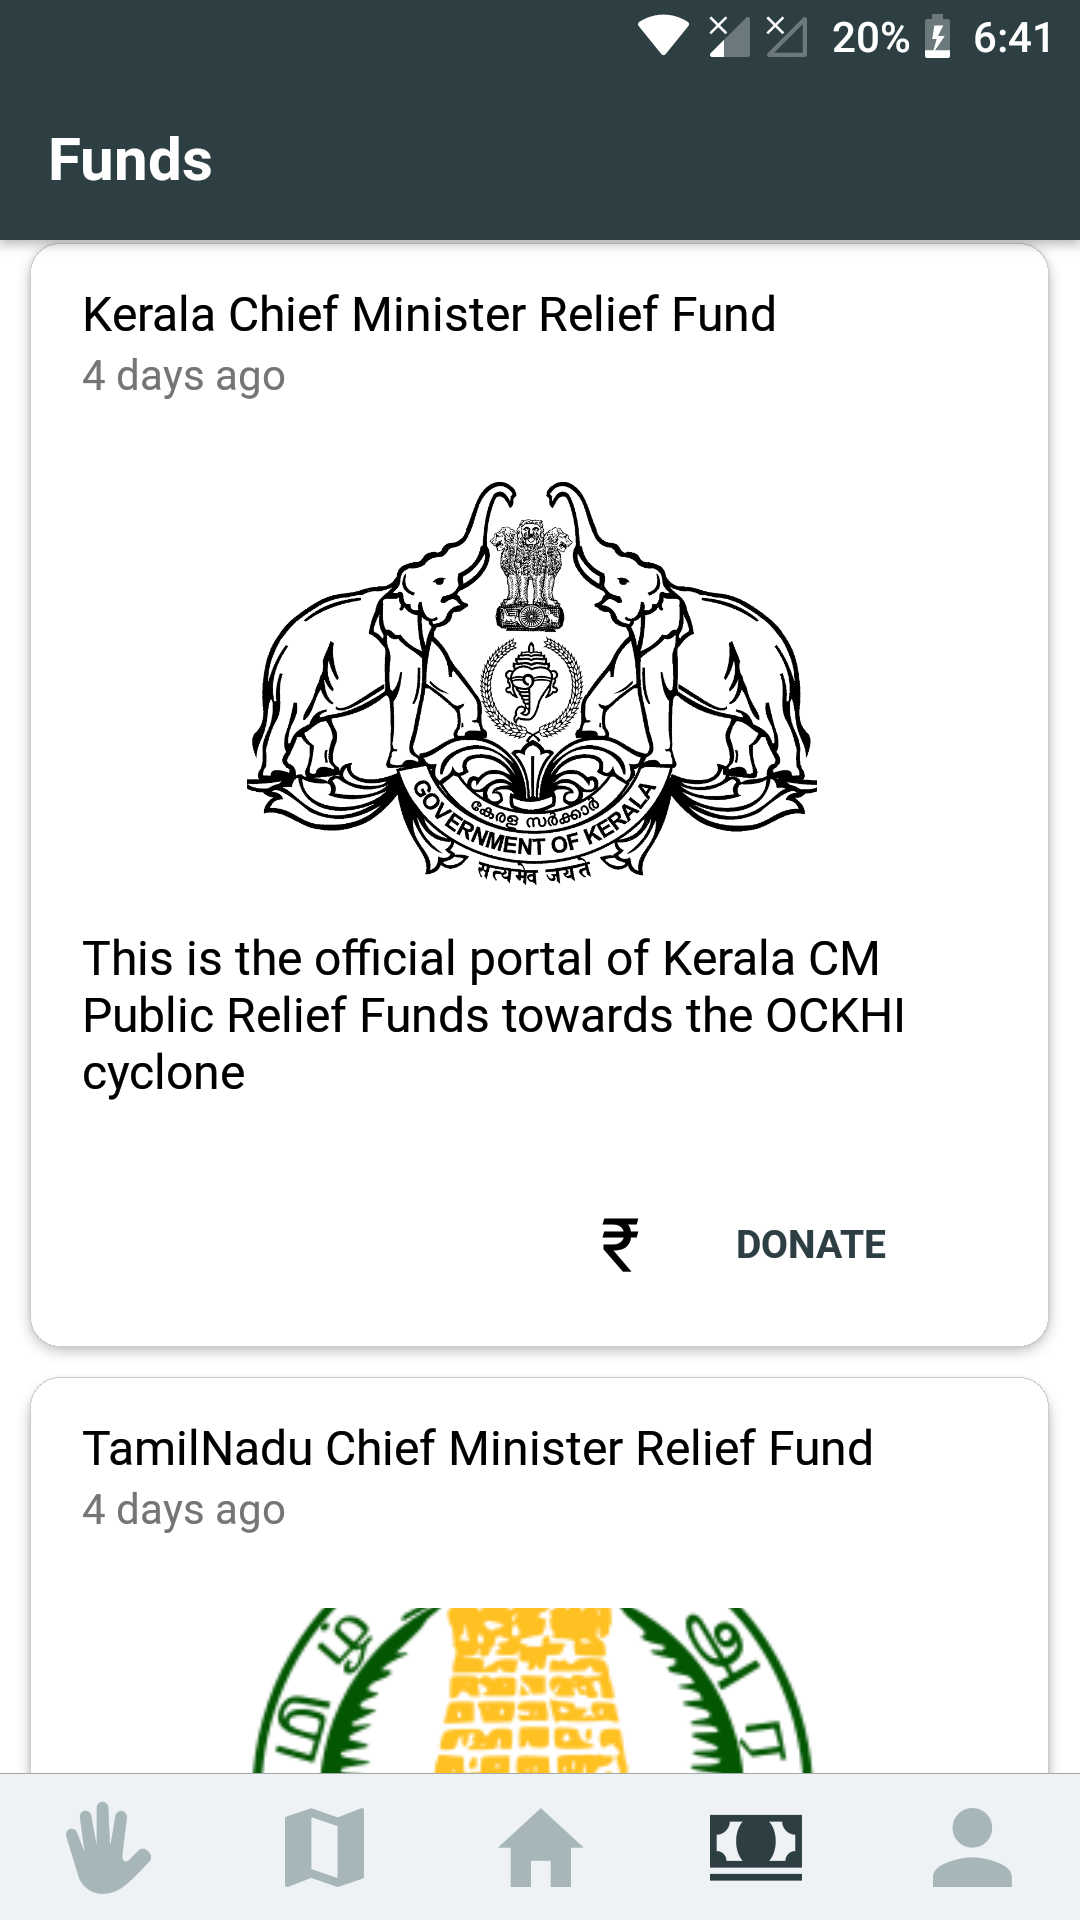 20% 6:41
Funds
Kerala Chief Minister Relief Fund
4 days ago
കേരള സർക്കാർ
GOVERNMENT OF KERALA
सत्यमेव जयते
This is the official portal of Kerala CM
Public Relief Funds towards the OCKHI
cyclone
₹ DONATE
TamilNadu Chief Minister Relief Fund
4 days ago
மிழ் அர